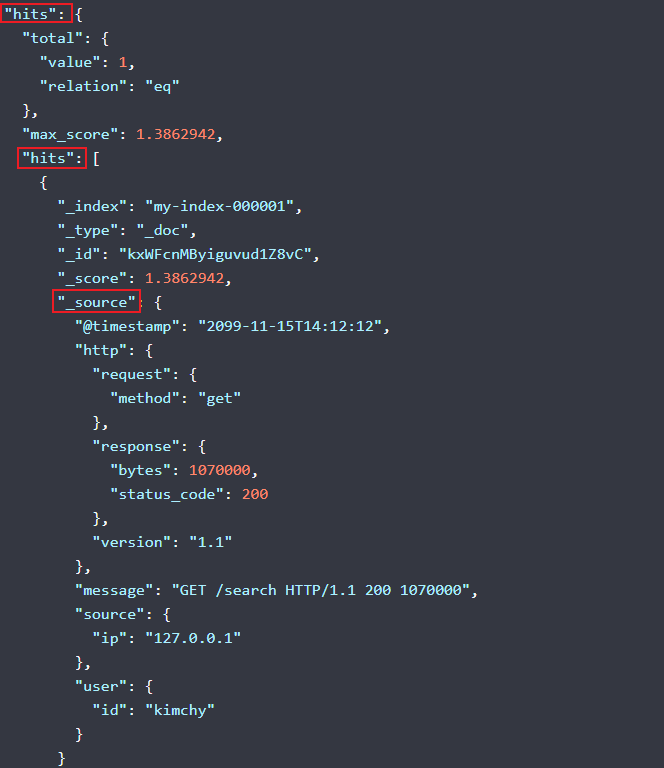 "hits": {
  "total": {
    "value": 1,
    "relation": "eq"
  },
  "max_score": 1.3862942,
  "hits": [
    {
      "_index": "my-index-000001",
      "_type": "_doc",
      "_id": "kxWFcnMByiguvud1Z8vC",
      "_score": 1.3862942,
      "_source": {
        "@timestamp": "2099-11-15T14:12:12",
        "http": {
          "request": {
            "method": "get"
          },
          "response": {
            "bytes": 1070000,
            "status_code": 200
          },
          "version": "1.1"
        },
        "message": "GET /search HTTP/1.1 200 1070000",
        "source": {
          "ip": "127.0.0.1"
        },
        "user": {
          "id": "kimchy"
        }
      }